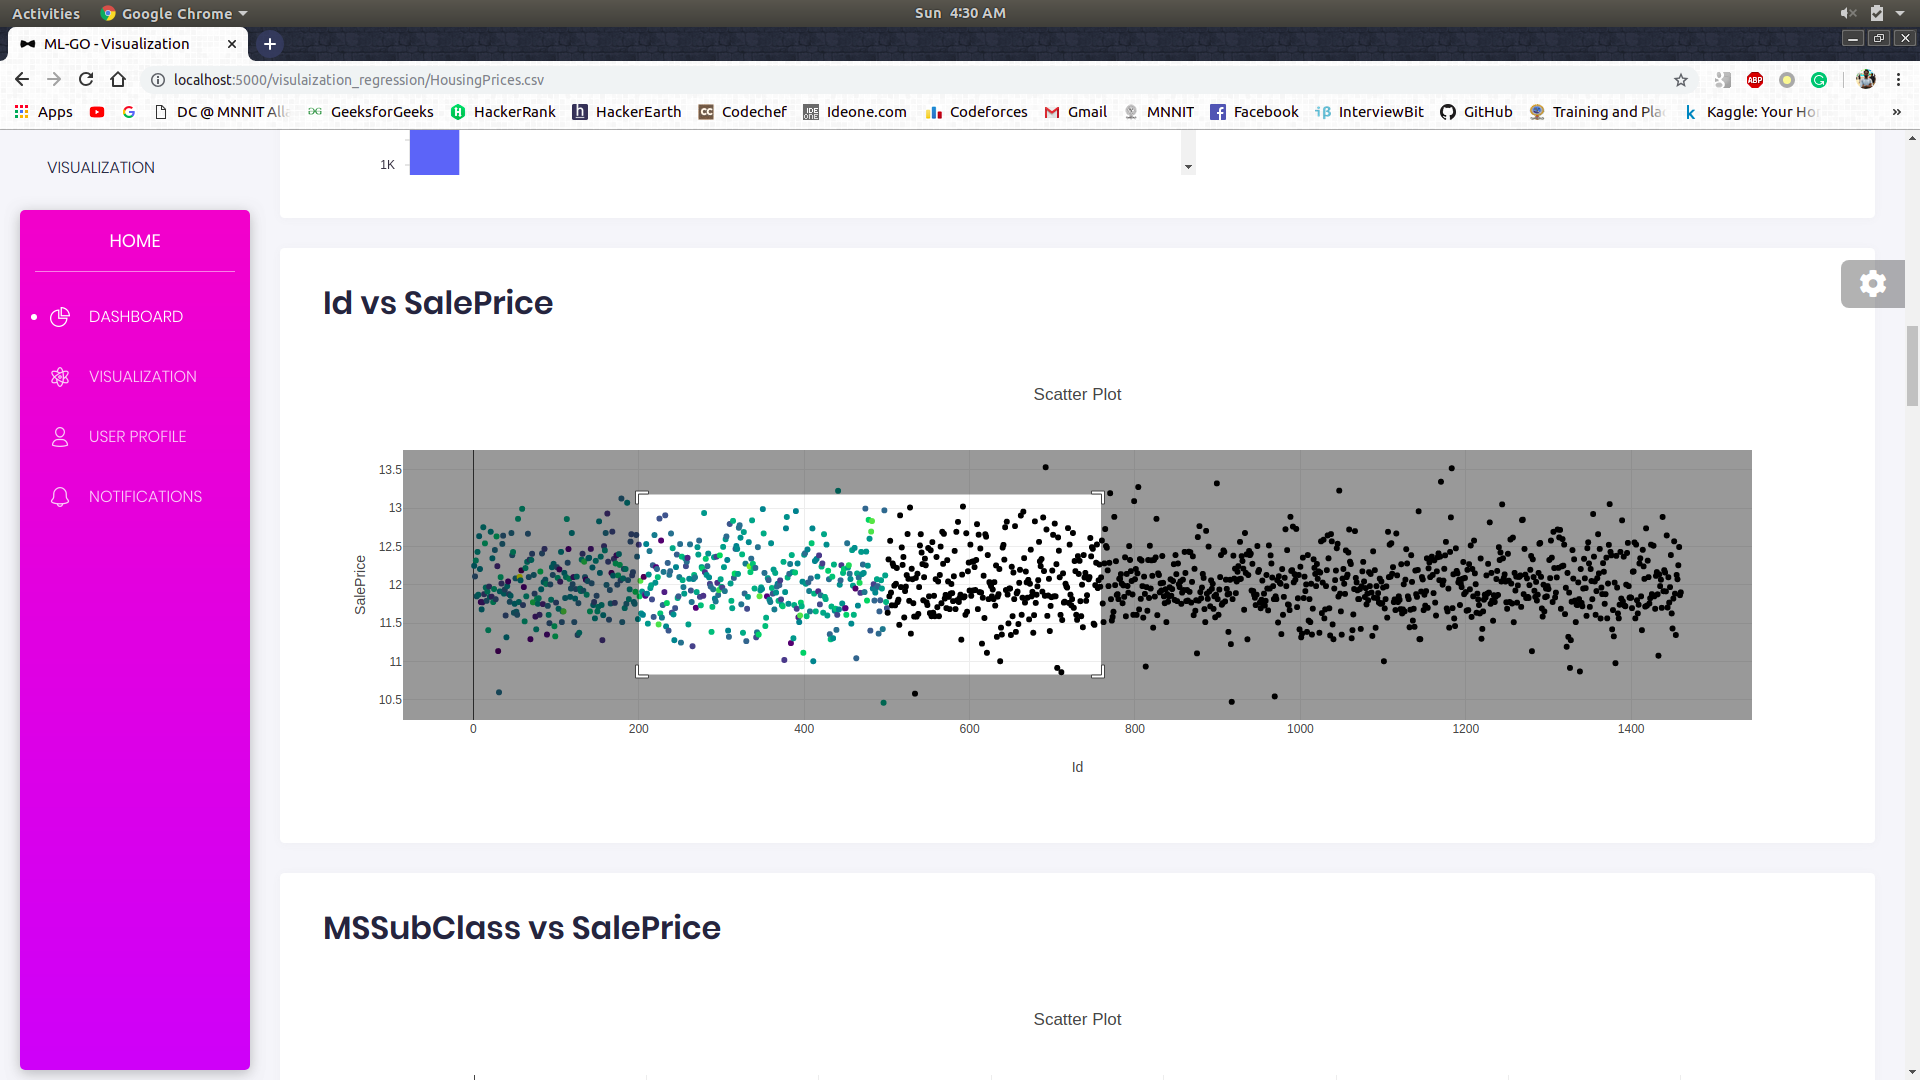 Activities Google Chrome Sun 4:30 AM
ML-GO - Visualization
localhost:5000/visulaization_regression/HousingPrices.csv
ABP
Apps DC @ MNNIT Alla GeeksforGeeks HackerRank HackerEarth Codechef Ideone.com Codeforces Gmail MNNIT Facebook InterviewBit GitHub Training and Pla Kaggle: Your Ho »
VISUALIZATION
1K
HOME
DASHBOARD
VISUALIZATION
USER PROFILE
NOTIFICATIONS
Id vs SalePrice
Scatter Plot
13.5
13
12.5
12
11.5
11
10.5
SalePrice
0 200 400 600 800 1000 1200 1400
Id
MSSubClass vs SalePrice
Scatter Plot